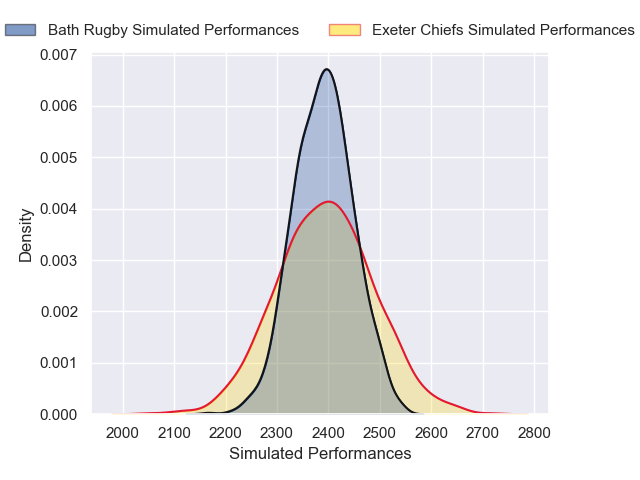 Bath Rugby Simulated Performances Exeter Chiefs Simulated Performances
0.007
0.006
0.005
0.004
0.003
0.002
0.001
0.000
Density
2000 2100 2200 2300 2400 2500 2600 2700 2800
Simulated Performances